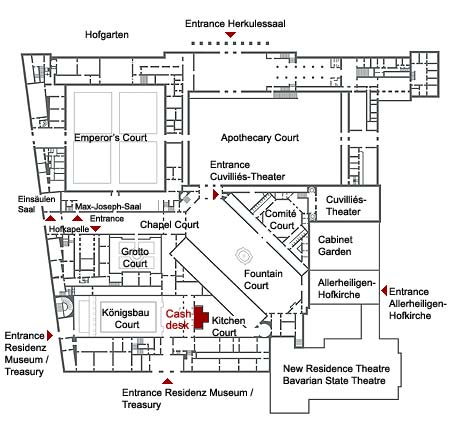 Entrance Herkulessaal
Hofgarten
Emperor's Court
Apothecary Court
Entrance
Cuvilliés-Theater
Einsäulen
Saal
Max-Joseph-Saal
Entrance
Hofkapelle
Chapel Court
Comité
Court
Cuvilliés-
Theater
Cabinet
Garden
Grotto
Court
Fountain
Court
Allerheiligen-
Hofkirche
Entrance
Allerheiligen-
Hofkirche
Königsbau
Court
Cash
desk
Kitchen
Court
Entrance
Residenz
Museum /
Treasury
New Residence Theatre
Bavarian State Theatre
Entrance Residenz Museum /
Treasury